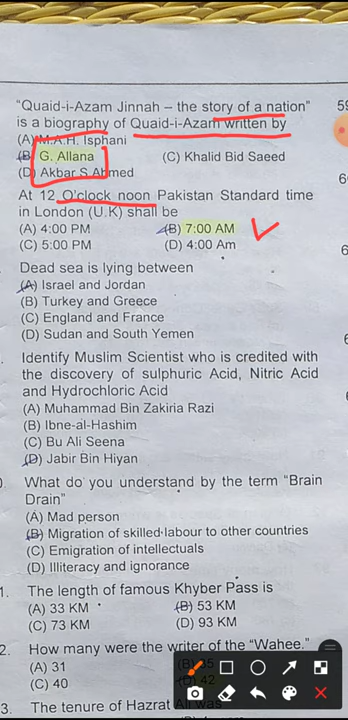 "Quaid-i-Azam Jinnah – the story of a nation" 59
is a biography of Quaid-i-Azam written by
(A) M.A.H. Isphani
(B) G. Allana (C) Khalid Bid Saeed
(D) Akbar S Ahmed
At 12 O'clock noon Pakistan Standard time
in London (U.K) shall be
(A) 4:00 PM (B) 7:00 AM
(C) 5:00 PM (D) 4:00 Am
Dead sea is lying between
(A) Israel and Jordan
(B) Turkey and Greece
(C) England and France
(D) Sudan and South Yemen
Identify Muslim Scientist who is credited with
the discovery of sulphuric Acid, Nitric Acid
and Hydrochloric Acid
(A) Muhammad Bin Zakiria Razi
(B) Ibne-al-Hashim
(C) Bu Ali Seena
(D) Jabir Bin Hiyan
What do you understand by the term "Brain
Drain"
(A) Mad person
(B) Migration of skilled labour to other countries
(C) Emigration of intellectuals
(D) Illiteracy and ignorance
1. The length of famous Khyber Pass is
(A) 33 KM (B) 53 KM
(C) 73 KM (D) 93 KM
2. How many were the writer of the "Wahee."
(A) 31
(C) 40 42
3. The tenure of Hazrat Ali was